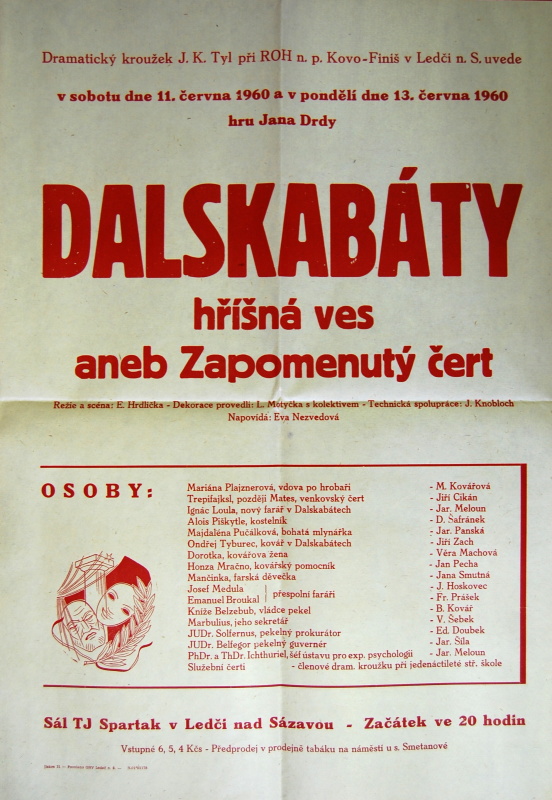 Dramatický kroužek J. K. Tyl při ROH n. p. Kovo-Finiš v Ledči n. S. uvede
v sobotu dne 11. června 1960 a v pondělí dne 13. června 1960
hru Jana Drdy
DALSKABÁTY
hříšná ves
aneb Zapomenutý čert
Režie a scéna: E. Hrdlička - Dekorace provedli: L. Motyčka s kolektivem - Technická spolupráce: J. Knobloch
Napovídá: Eva Nezvedová
OSOBY:
Mariána Plajznerová, vdova po hrobaři - M. Kovářová
Trepifajksl, později Mates, venkovský čert - Jiří Cikán
Ignác Loula, nový farář v Dalskabátech - Jar. Meloun
Alois Piškytle, kostelník - D. Šafránek
Majdaléna Pučálková, bohatá mlynářka - Jar. Panská
Ondřej Tyburec, kovář v Dalskabátech - Jiří Zach
Dorotka, kovářova žena - Věra Machová
Honza Mračno, kovářský pomocník - Jan Pecha
Mančinka, farská děvečka - Jana Smutná
Josef Medula - J. Hoskovec
přespolní faráři
Emanuel Broukal - Fr. Prášek
Kníže Belzebub, vládce pekel - B. Kovář
Marbulius, jeho sekretář - V. Šebek
JUDr. Solfernus, pekelný prokurátor - Ed. Doubek
JUDr. Belfegor pekelný guvernér - Jar. Šíla
PhDr. a ThDr. Ichthuriel, šéf ústavu pro exp. psychologii - Jar. Meloun
Služební čerti - členové dram. kroužku při jedenáctileté stř. škole
Sál TJ Spartak v Ledči nad Sázavou - Začátek ve 20 hodin
Vstupné 6, 5, 4 Kčs - Předprodej v prodejně tabáku na náměstí u s. Smetanové